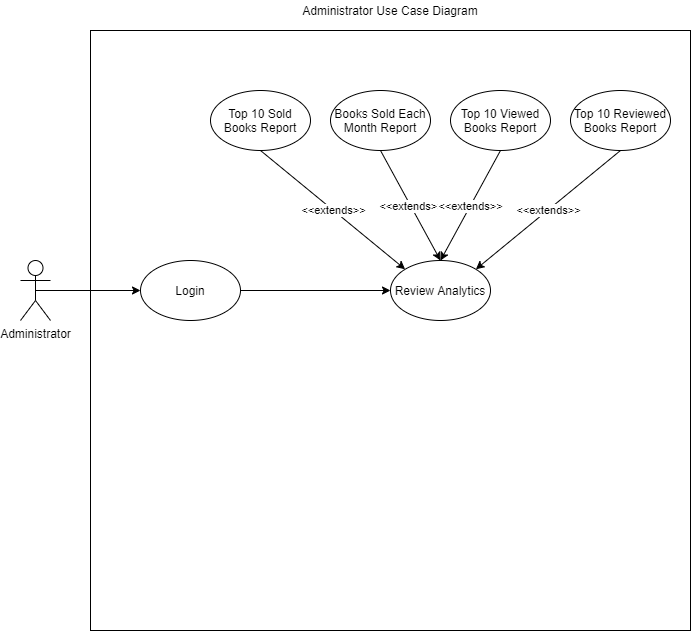 Administrator Use Case Diagram
Top 10 Sold
Books Report
Books Sold Each
Month Report
Top 10 Viewed
Books Report
Top 10 Reviewed
Books Report
<<extends>>
<<extends>
<<extends>>
<<extends>>
Login
Review Analytics
Administrator